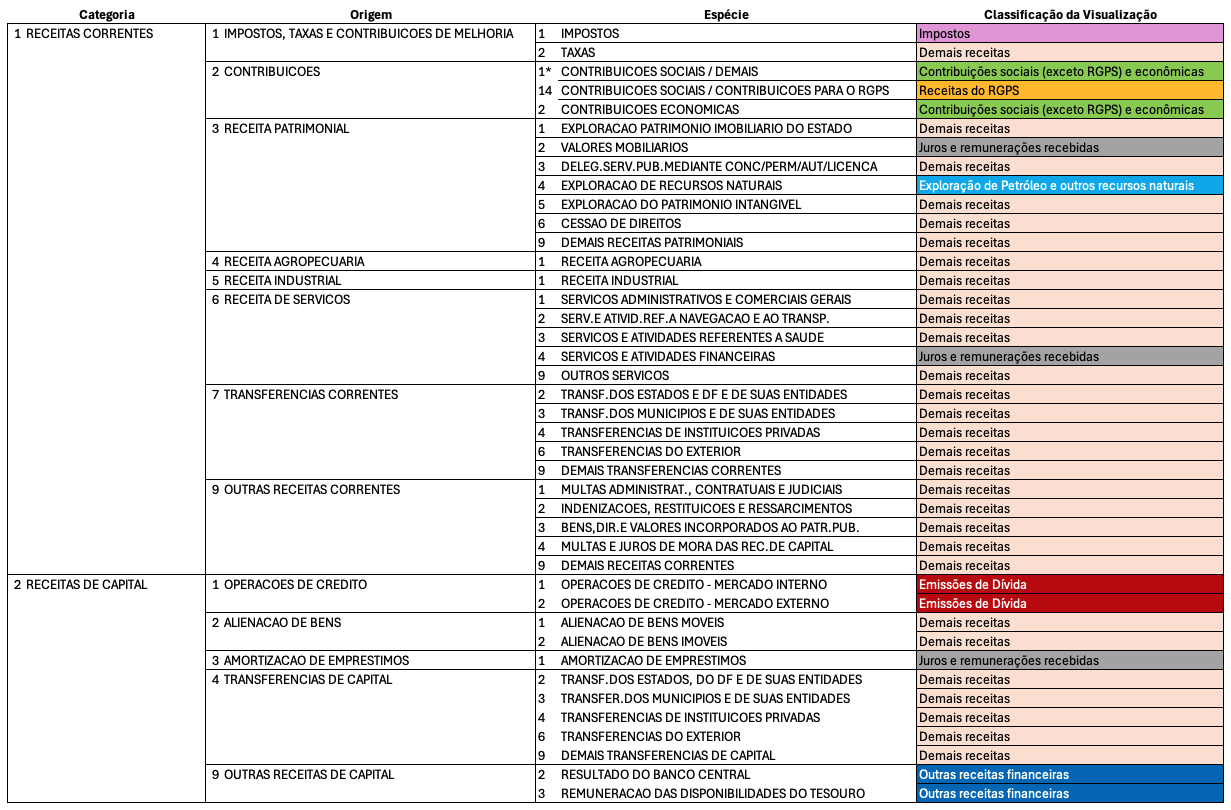 Categoria Origem Espécie Classificação da Visualização
1 RECEITAS CORRENTES 1 IMPOSTOS, TAXAS E CONTRIBUICOES DE MELHORIA 1 IMPOSTOS Impostos
2 TAXAS Demais receitas
2 CONTRIBUICOES 1* CONTRIBUICOES SOCIAIS / DEMAIS Contribuições sociais (exceto RGPS) e econômicas
14 CONTRIBUICOES SOCIAIS / CONTRIBUICOES PARA O RGPS Receitas do RGPS
2 CONTRIBUICOES ECONOMICAS Contribuições sociais (exceto RGPS) e econômicas
3 RECEITA PATRIMONIAL 1 EXPLORACAO PATRIMONIO IMOBILIARIO DO ESTADO Demais receitas
2 VALORES MOBILIARIOS Juros e remunerações recebidas
3 DELEG.SERV.PUB.MEDIANTE CONC/PERM/AUT/LICENCA Demais receitas
4 EXPLORACAO DE RECURSOS NATURAIS Exploração de Petróleo e outros recursos naturais
5 EXPLORACAO DO PATRIMONIO INTANGIVEL Demais receitas
6 CESSAO DE DIREITOS Demais receitas
9 DEMAIS RECEITAS PATRIMONIAIS Demais receitas
4 RECEITA AGROPECUARIA 1 RECEITA AGROPECUARIA Demais receitas
5 RECEITA INDUSTRIAL 1 RECEITA INDUSTRIAL Demais receitas
6 RECEITA DE SERVICOS 1 SERVICOS ADMINISTRATIVOS E COMERCIAIS GERAIS Demais receitas
2 SERV.E ATIVID.REF.A NAVEGACAO E AO TRANSP. Demais receitas
3 SERVICOS E ATIVIDADES REFERENTES A SAUDE Demais receitas
4 SERVICOS E ATIVIDADES FINANCEIRAS Juros e remunerações recebidas
9 OUTROS SERVICOS Demais receitas
7 TRANSFERENCIAS CORRENTES 2 TRANSF.DOS ESTADOS E DF E DE SUAS ENTIDADES Demais receitas
3 TRANSF.DOS MUNICIPIOS E DE SUAS ENTIDADES Demais receitas
4 TRANSFERENCIAS DE INSTITUICOES PRIVADAS Demais receitas
6 TRANSFERENCIAS DO EXTERIOR Demais receitas
9 DEMAIS TRANSFERENCIAS CORRENTES Demais receitas
9 OUTRAS RECEITAS CORRENTES 1 MULTAS ADMINISTRAT., CONTRATUAIS E JUDICIAIS Demais receitas
2 INDENIZACOES, RESTITUICOES E RESSARCIMENTOS Demais receitas
3 BENS,DIR.E VALORES INCORPORADOS AO PATR.PUB. Demais receitas
4 MULTAS E JUROS DE MORA DAS REC.DE CAPITAL Demais receitas
9 DEMAIS RECEITAS CORRENTES Demais receitas
2 RECEITAS DE CAPITAL 1 OPERACOES DE CREDITO 1 OPERACOES DE CREDITO - MERCADO INTERNO Emissões de Dívida
2 OPERACOES DE CREDITO - MERCADO EXTERNO Emissões de Dívida
2 ALIENACAO DE BENS 1 ALIENACAO DE BENS MOVEIS Demais receitas
2 ALIENACAO DE BENS IMOVEIS Demais receitas
3 AMORTIZACAO DE EMPRESTIMOS 1 AMORTIZACAO DE EMPRESTIMOS Juros e remunerações recebidas
4 TRANSFERENCIAS DE CAPITAL 2 TRANSF.DOS ESTADOS, DO DF E DE SUAS ENTIDADES Demais receitas
3 TRANSFER.DOS MUNICIPIOS E DE SUAS ENTIDADES Demais receitas
4 TRANSFERENCIAS DE INSTITUICOES PRIVADAS Demais receitas
6 TRANSFERENCIAS DO EXTERIOR Demais receitas
9 DEMAIS TRANSFERENCIAS DE CAPITAL Demais receitas
9 OUTRAS RECEITAS DE CAPITAL 2 RESULTADO DO BANCO CENTRAL Outras receitas financeiras
3 REMUNERACAO DAS DISPONIBILIDADES DO TESOURO Outras receitas financeiras